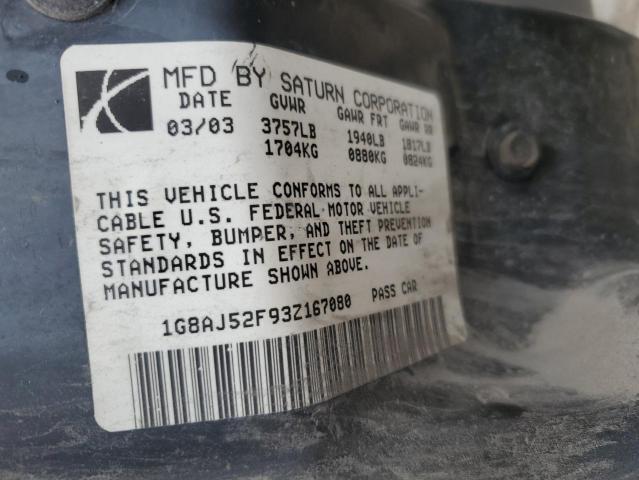 MFD BY SATURN CORPORATION
DATE GVWR GAWR FRT GAWR RR
03/03 3757LB 1940LB 1817LB
1704KG 0880KG 0824KG
THIS VEHICLE CONFORMS TO ALL APPLI-
CABLE U.S. FEDERAL MOTOR VEHICLE
SAFETY, BUMPER, AND THEFT PREVENTION
STANDARDS IN EFFECT ON THE DATE OF
MANUFACTURE SHOWN ABOVE.
1G8AJ52F93Z167080 PASS CAR